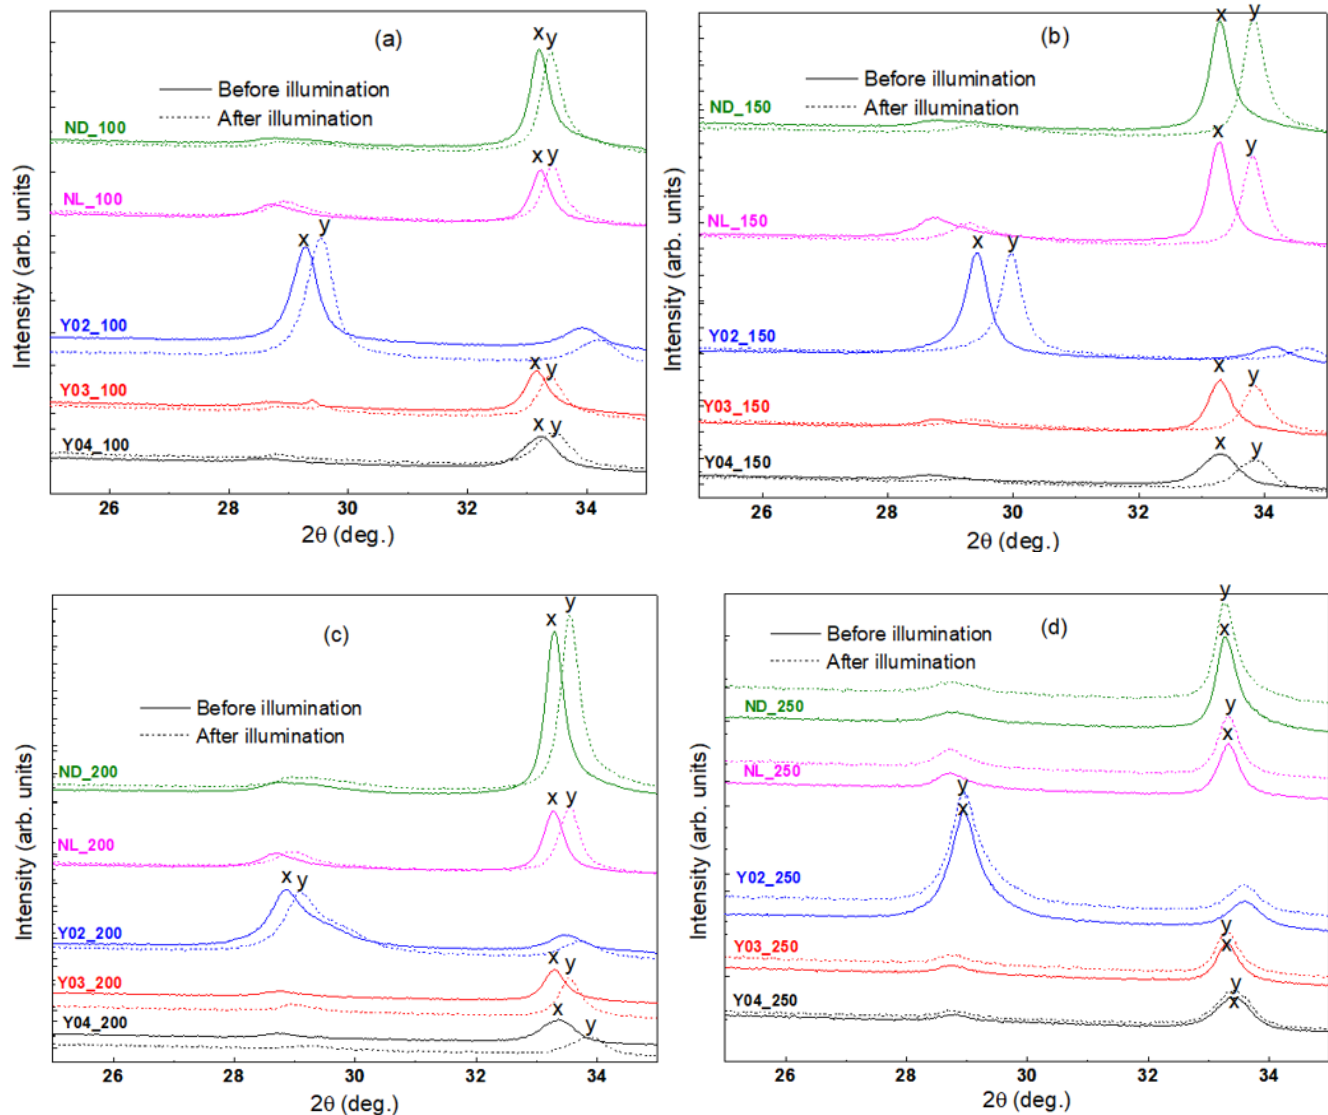 (a)
x y
Before illumination
After illumination
ND_100
x y
NL_100
x y
Y02_100
x y
Y03_100
x y
Y04_100
26 28 30 32 34
2θ (deg.)
Intensity (arb. units)
(b)
x y
Before illumination
After illumination
ND_150
x y
NL_150
x y
Y02_150
x y
Y03_150
x y
Y04_150
26 28 30 32 34
2θ (deg.)
Intensity (arb. units)
(c)
x y
Before illumination
After illumination
ND_200
x y
NL_200
x y
Y02_200
x y
Y03_200
x y
Y04_200
26 28 30 32 34
2θ (deg.)
Intensity (arb. units)
(d)
y
x
Before illumination
After illumination
ND_250
y
x
NL_250
y
x
Y02_250
y
x
Y03_250
y
x
Y04_250
26 28 30 32 34
2θ (deg.)
Intensity (arb. units)